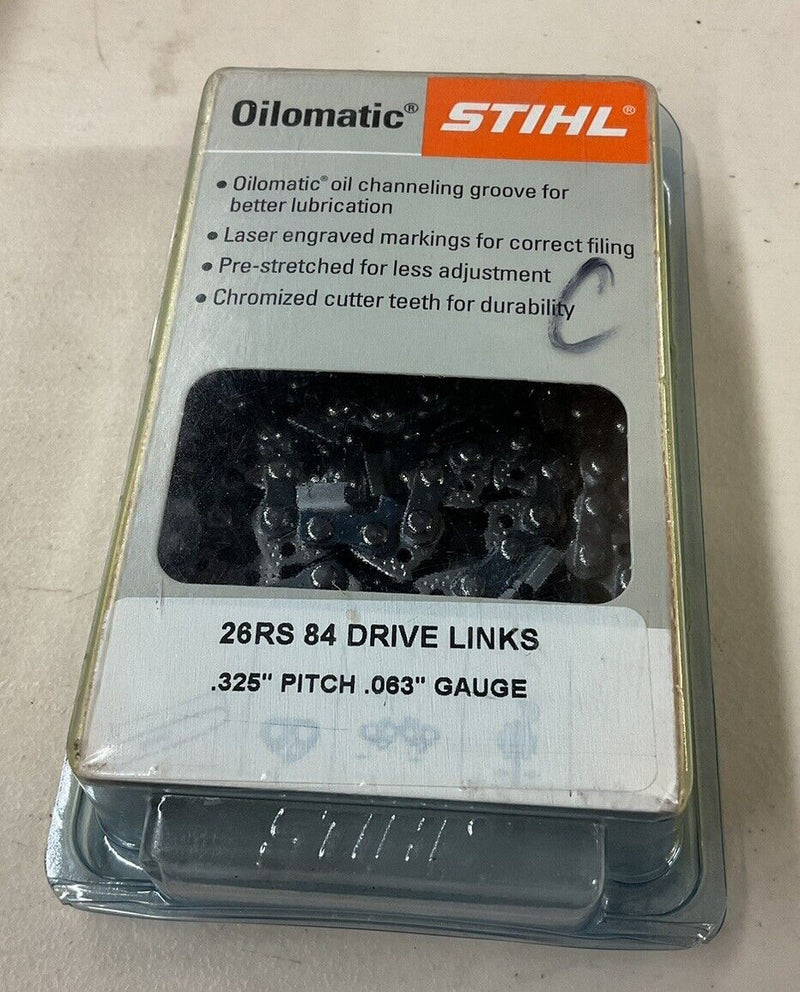 Oilomatic® STIHL®
• Oilomatic® oil channeling groove for
better lubrication
• Laser engraved markings for correct filing
• Pre-stretched for less adjustment
• Chromized cutter teeth for durability
C
26RS 84 DRIVE LINKS
.325" PITCH .063" GAUGE
STIHL